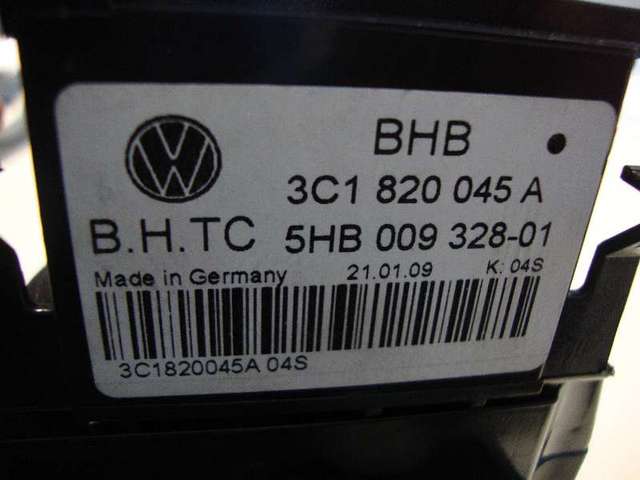 BHB
3C1 820 045 A
B.H.TC 5HB 009 328-01
Made in Germany 21.01.09 K: 04S
3C1820045A 04S